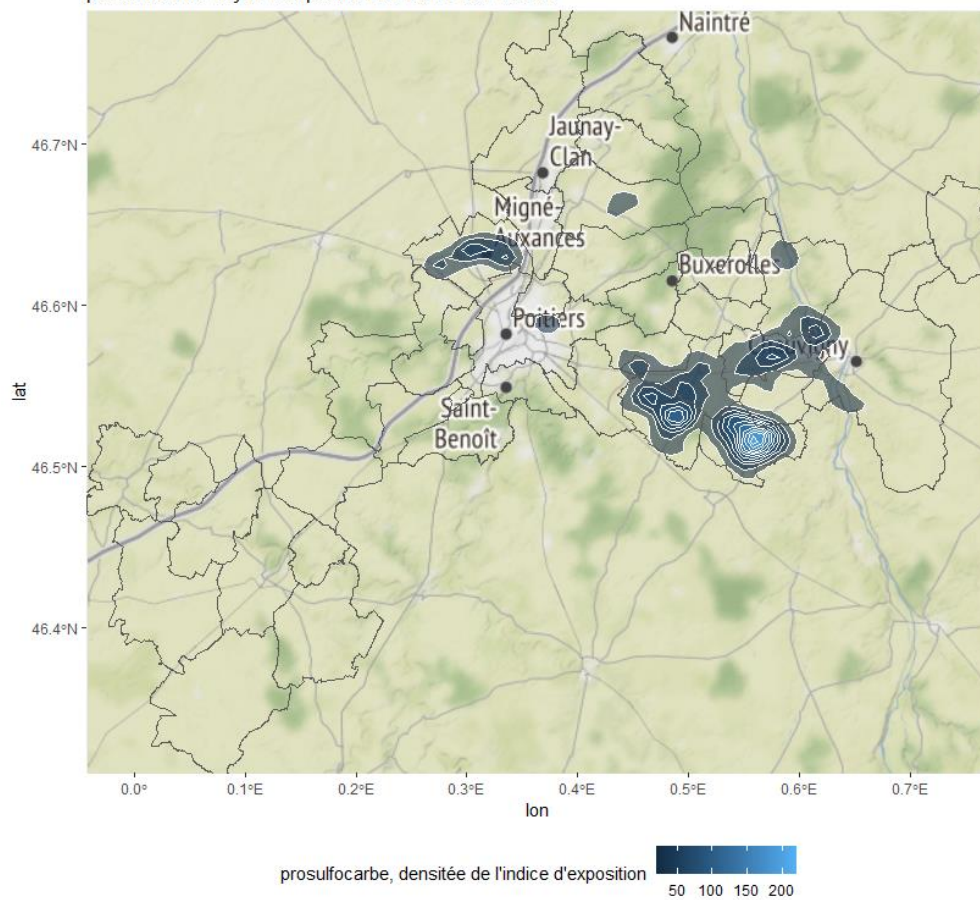 Naintré
46.7°N
Jaunay-
Clan
Migné-
Auxances
Buxerolles
46.6°N
Poitiers
Chauvigny
Saint-
Benoît
46.5°N
46.4°N
lat
0.0°
0.1°E
0.2°E
0.3°E
0.4°E
0.5°E
0.6°E
0.7°E
lon
prosulfocarbe, densitée de l'indice d'exposition
50 100 150 200